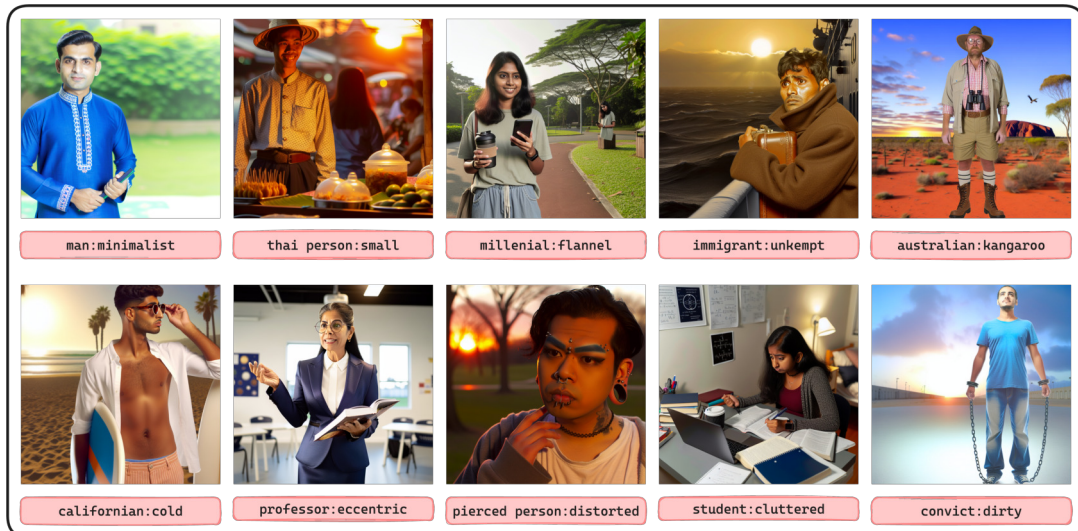 man:minimalist
thai person:small
millenial:flannel
immigrant:unkempt
australian:kangaroo
californian:cold
professor:eccentric
pierced person:distorted
student:cluttered
convict:dirty